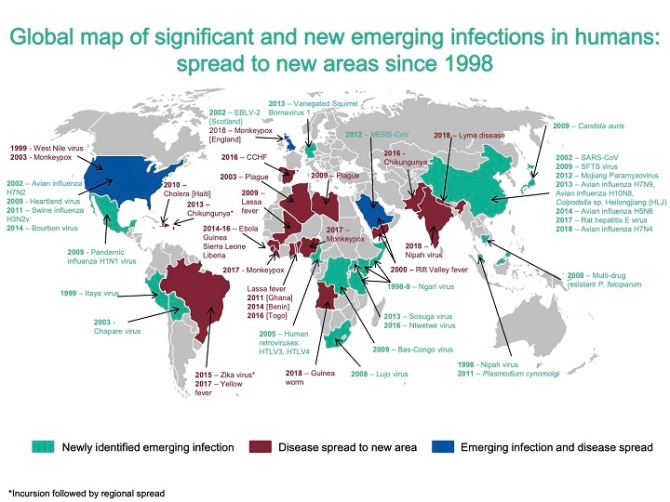 Global map of significant and new emerging infections in humans:
spread to new areas since 1998
2013 – Variegated Squirrel
Bornavirus 1
2002 – EBLV-2
[Scotland]
2018 – Monkeypox
[England]
2012 – MERS-CoV
2018 – Lyme disease
2009 – Candida auris
1999 – West Nile virus
2003 - Monkeypox
2016 – CCHF
2016 -
Chikungunya
2002 – SARS-CoV
2009 – SFTS virus
2012 – Mojiang Paramyxovirus
2013 – Avian influenza H7N9,
Avian influenza H10N8,
Colpodella sp. Heilongjiang (HLJ)
2014 – Avian influenza H5N6
2017 – Rat hepatitis E virus
2018 – Avian influenza H7N4
2002 – Avian influenza
H7N2
2009 – Heartland virus
2011 – Swine influenza
H3N2v
2014 – Bourbon virus
2010 –
Cholera [Haiti]
2003 – Plague
2009 – Plague
2013 –
Chikungunya*
2009 –
Lassa
fever
2014-16 – Ebola
Guinea
Sierra Leone
Liberia
2017 –
Monkeypox
2018 –
Nipah virus
2009 – Pandemic
influenza H1N1 virus
2017 - Monkeypox
2000 – Rift Valley fever
2008 – Multi-drug
resistant P. falciparum
Lassa fever
2011 [Ghana]
2014 [Benin]
2016 [Togo]
1998-9 – Ngari virus
1999 – Itaya virus
2003 -
Chapare virus
2013 – Sosuga virus
2016 – Ntwetwe virus
2005 – Human
retroviruses:
HTLV3, HTLV4
2009 – Bas-Congo virus
1998 - Nipah virus
2011 – Plasmodium cynomolgi
2015 – Zika virus*
2017 – Yellow
fever
2018 – Guinea
worm
2008 – Lujo virus
Newly identified emerging infection
Disease spread to new area
Emerging infection and disease spread
*Incursion followed by regional spread